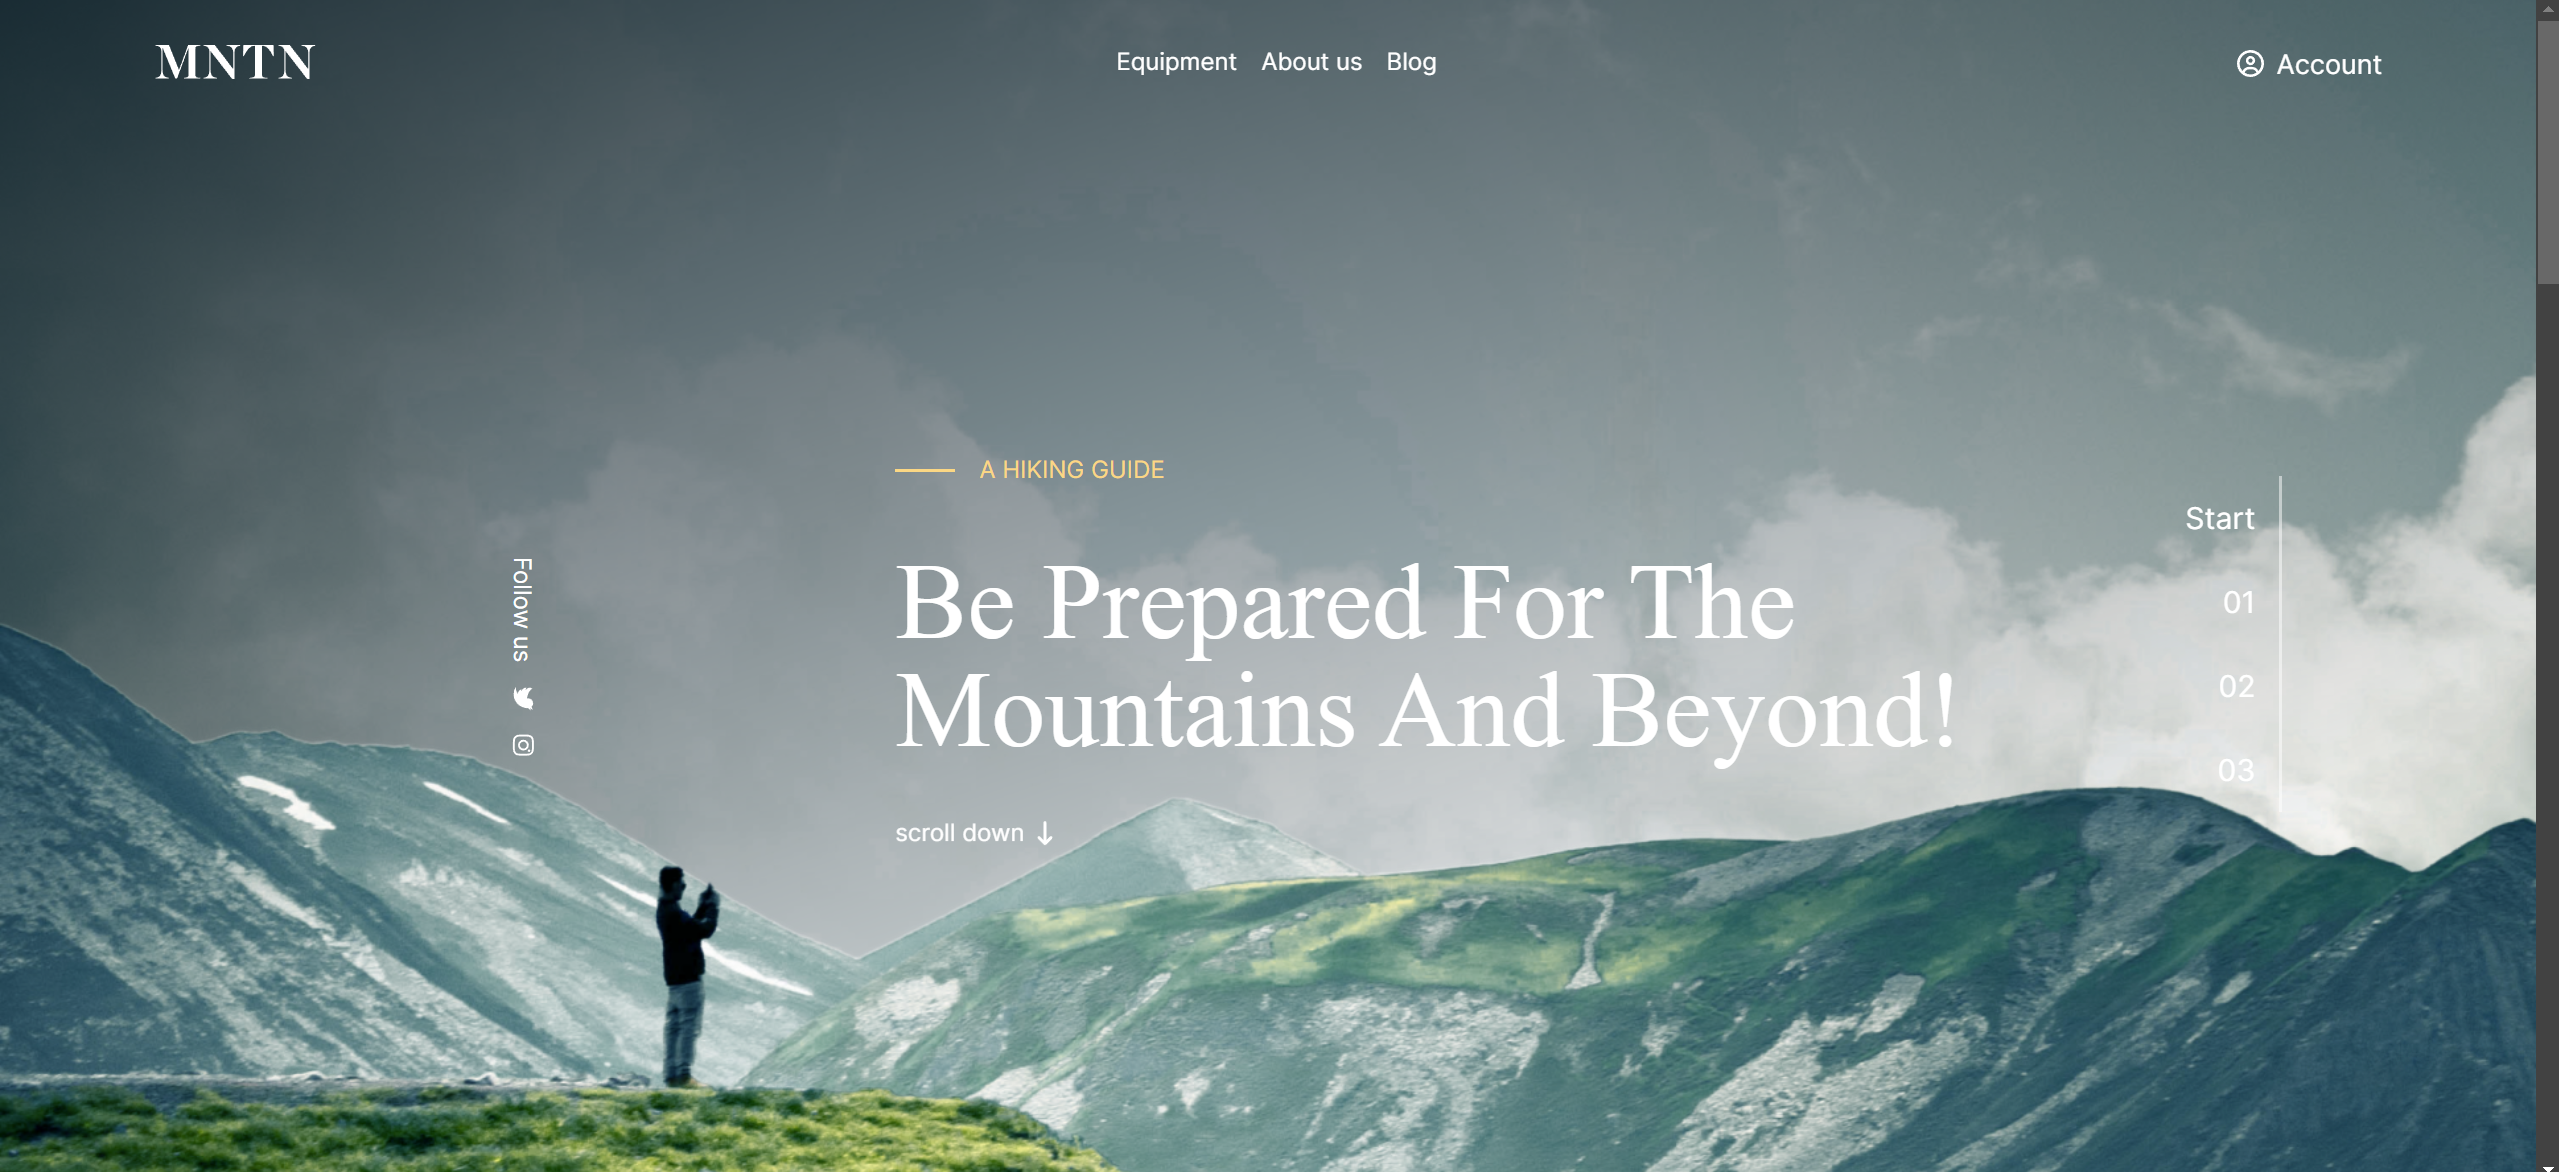 MNTN
Equipment About us Blog
Account
A HIKING GUIDE
Be Prepared For The
Mountains And Beyond!
scroll down
Follow us
Start
01
02
03